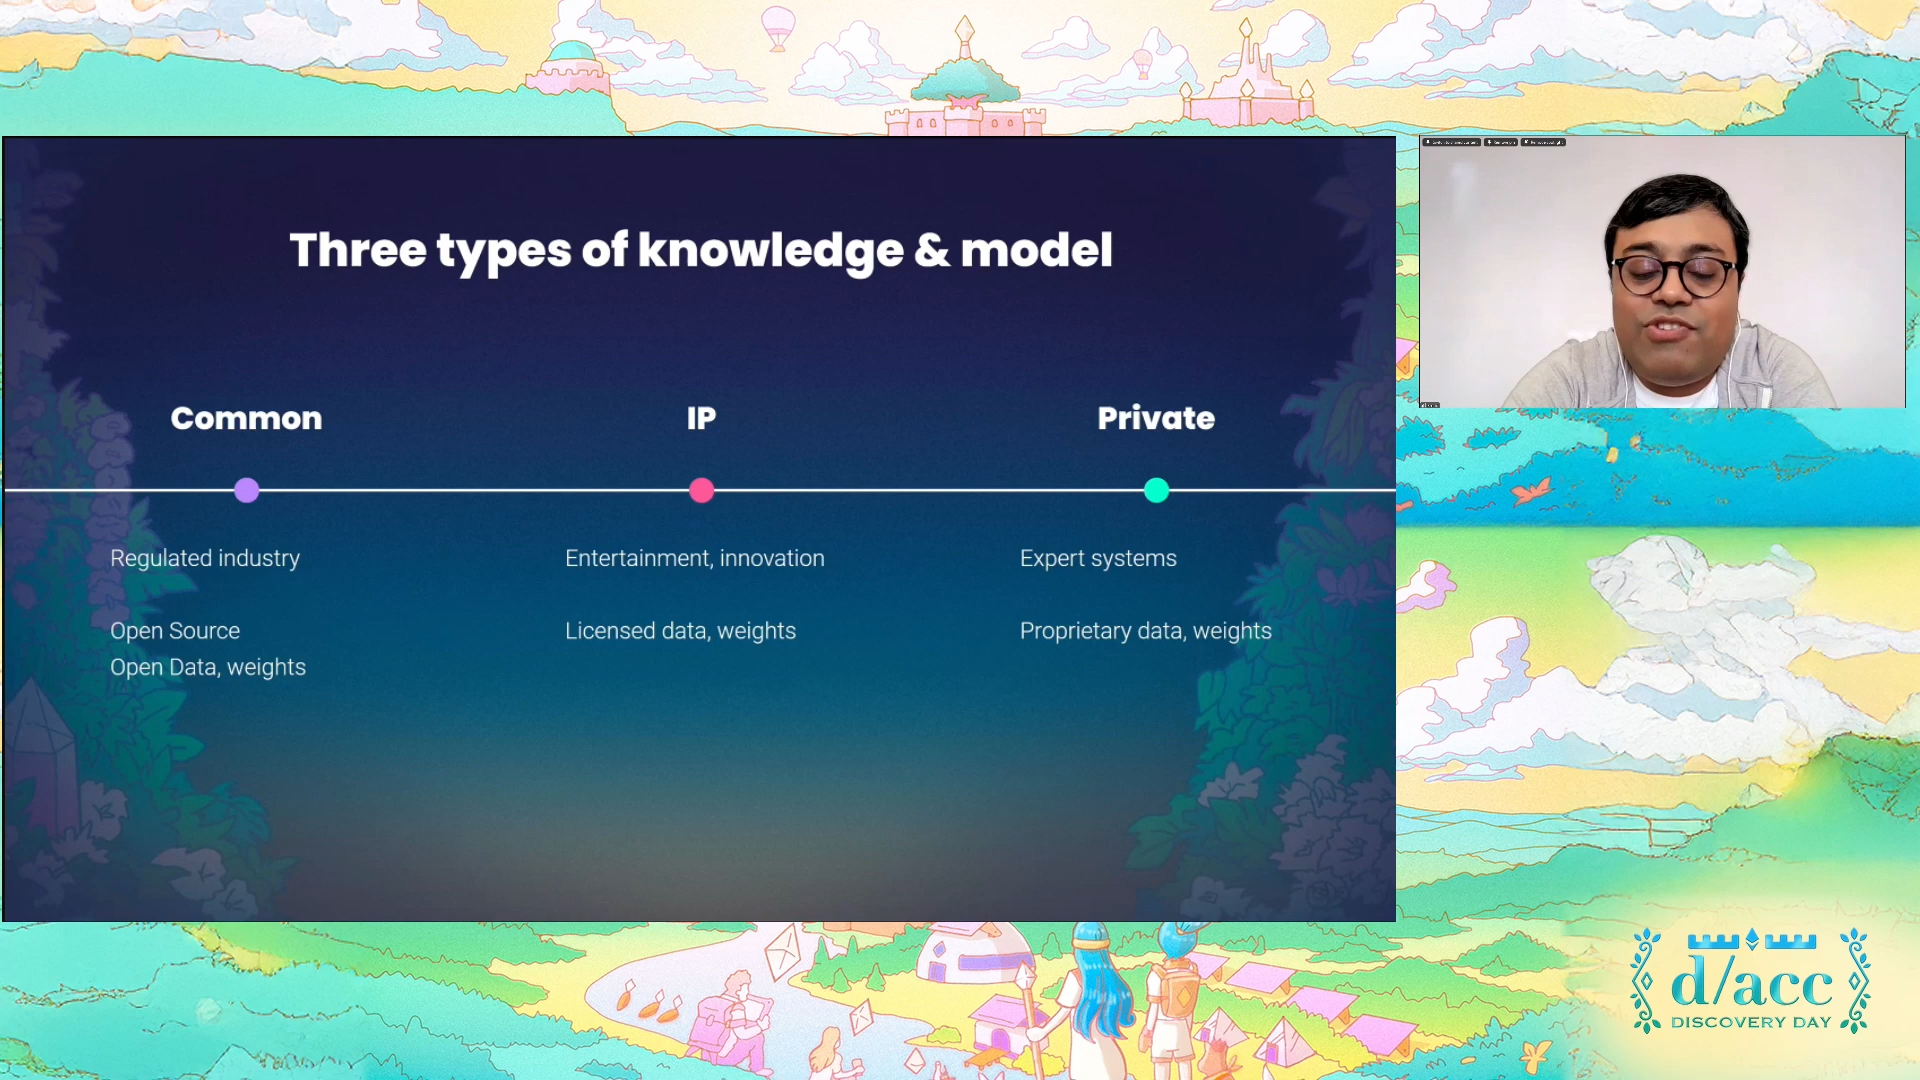 Three types of knowledge & model
Common
IP
Private
Regulated industry
Entertainment, innovation
Expert systems
Open Source
Open Data, weights
Licensed data, weights
Proprietary data, weights
d/acc
DISCOVERY DAY